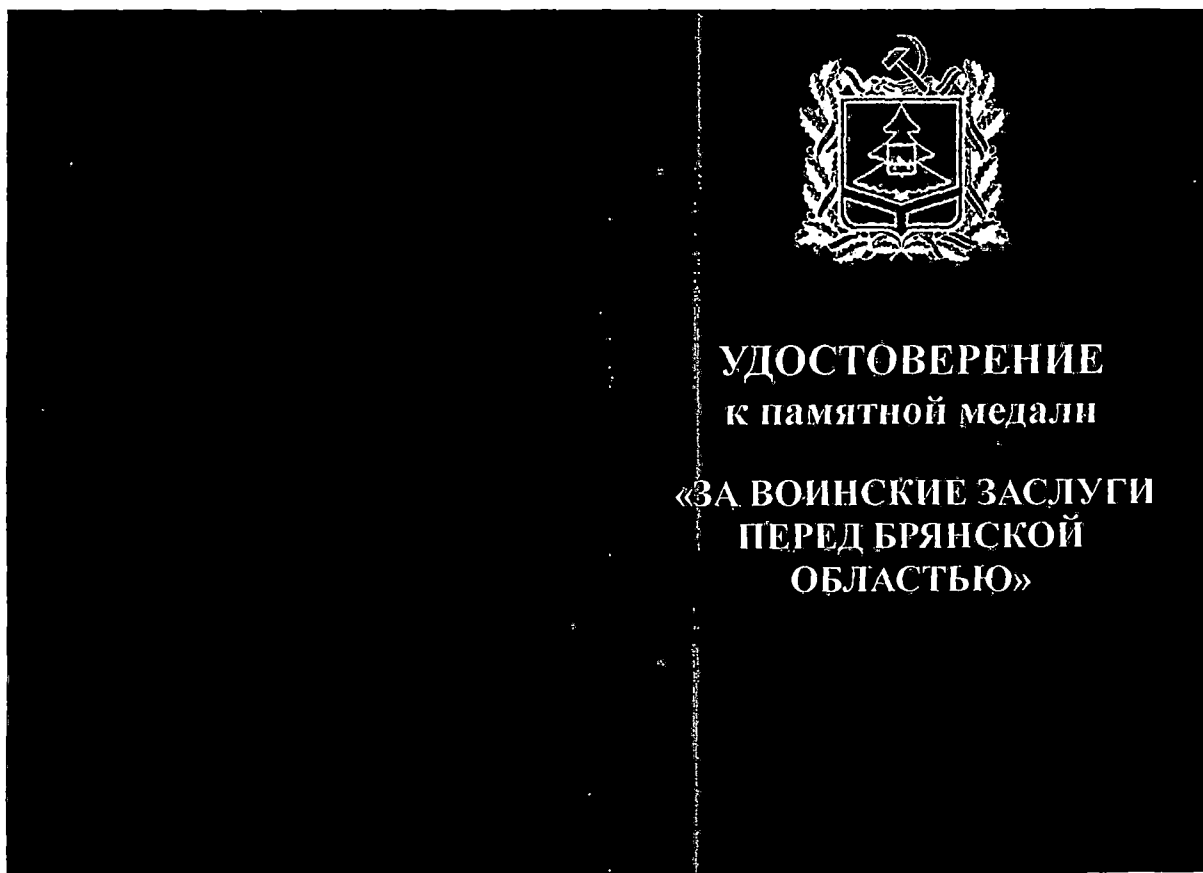 УДОСТОВЕРЕНИЕ
к памятной медали
«ЗА ВОИНСКИЕ ЗАСЛУГИ
ПЕРЕД БРЯНСКОЙ
ОБЛАСТЬЮ»